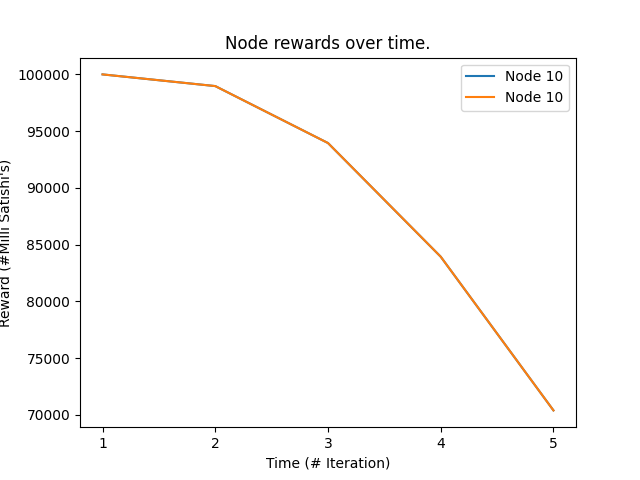 Node rewards over time.
Node 10
Node 10
100000
95000
90000
85000
80000
75000
70000
Reward (#Milli Satishi's)
1 2 3 4 5
Time (# Iteration)